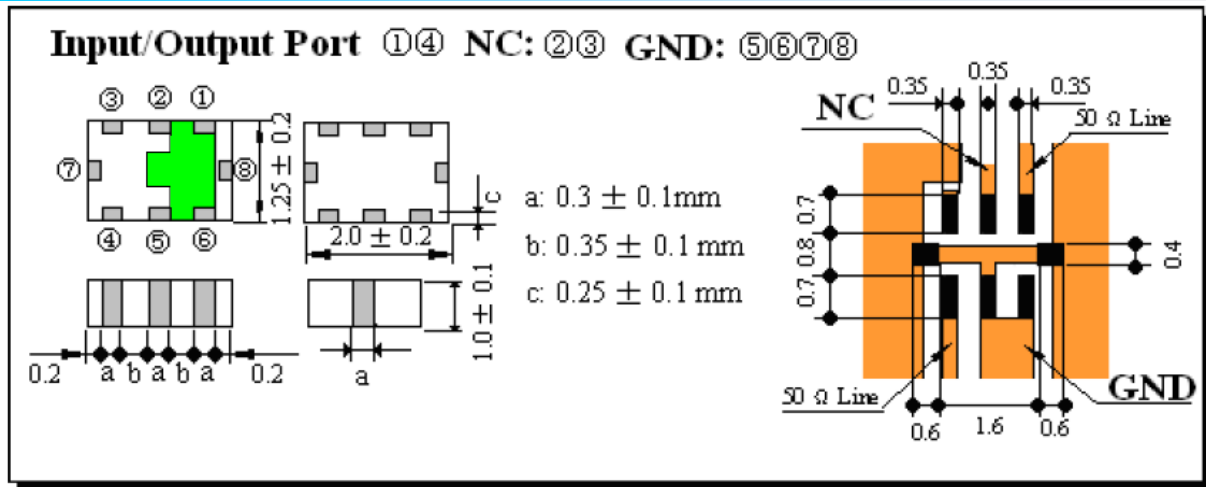 Input/Output Port ①④ NC: ②③ GND: ⑤⑥⑦⑧
③ ② ①
⑦ ⑧
④ ⑤ ⑥
1.25 ± 0.2
c
2.0 ± 0.2
a: 0.3 ± 0.1mm
b: 0.35 ± 0.1 mm
c: 0.25 ± 0.1 mm
0.2 a b a b a 0.2
a
1.0 ± 0.1
0.35 0.35 0.35
NC
50 Ω Line
0.7
0.8
0.7
0.4
50 Ω Line
GND
0.6 1.6 0.6